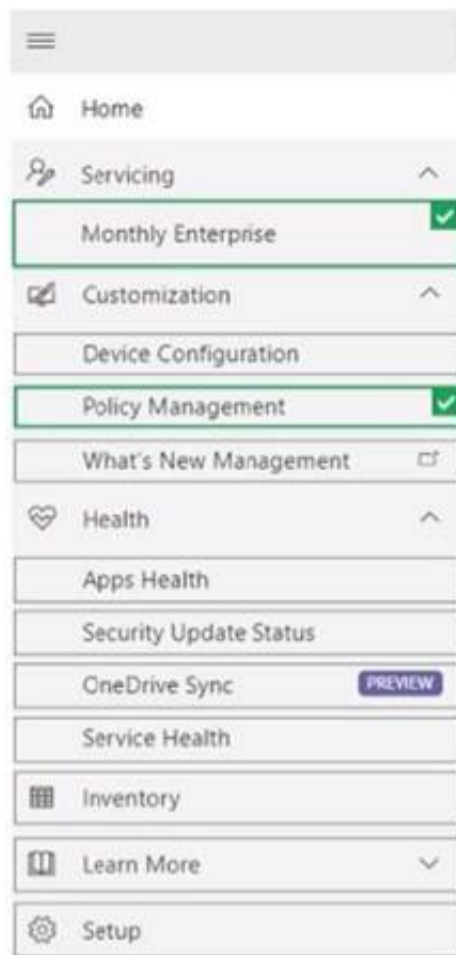 Home
Servicing
Monthly Enterprise
Customization
Device Configuration
Policy Management
What's New Management
Health
Apps Health
Security Update Status
OneDrive Sync PREVIEW
Service Health
Inventory
Learn More
Setup